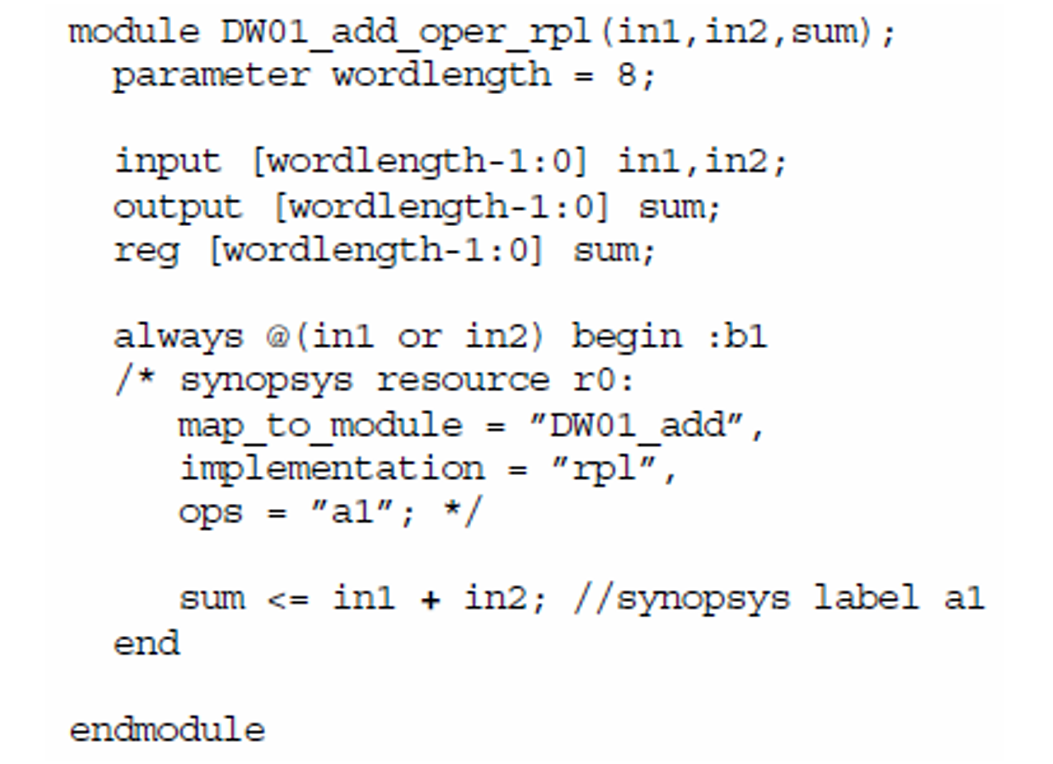 module DW01_add_oper_rpl(in1,in2,sum);
parameter wordlength = 8;
input [wordlength-1:0] in1,in2;
output [wordlength-1:0] sum;
reg [wordlength-1:0] sum;
always @(in1 or in2) begin :b1
/* synopsys resource r0:
map_to_module = ″DW01_add″,
implementation = ″rpl″,
ops = ″a1″; */
sum <= in1 + in2; //synopsys label a1
end
endmodule